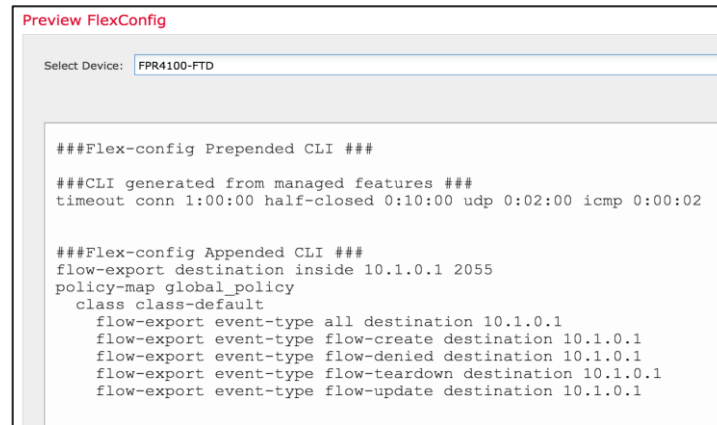 Preview FlexConfig
Select Device: FPR4100-FTD
###Flex-config Prepended CLI ###
###CLI generated from managed features ###
timeout conn 1:00:00 half-closed 0:10:00 udp 0:02:00 icmp 0:00:02
###Flex-config Appended CLI ###
flow-export destination inside 10.1.0.1 2055
policy-map global_policy
class class-default
flow-export event-type all destination 10.1.0.1
flow-export event-type flow-create destination 10.1.0.1
flow-export event-type flow-denied destination 10.1.0.1
flow-export event-type flow-teardown destination 10.1.0.1
flow-export event-type flow-update destination 10.1.0.1